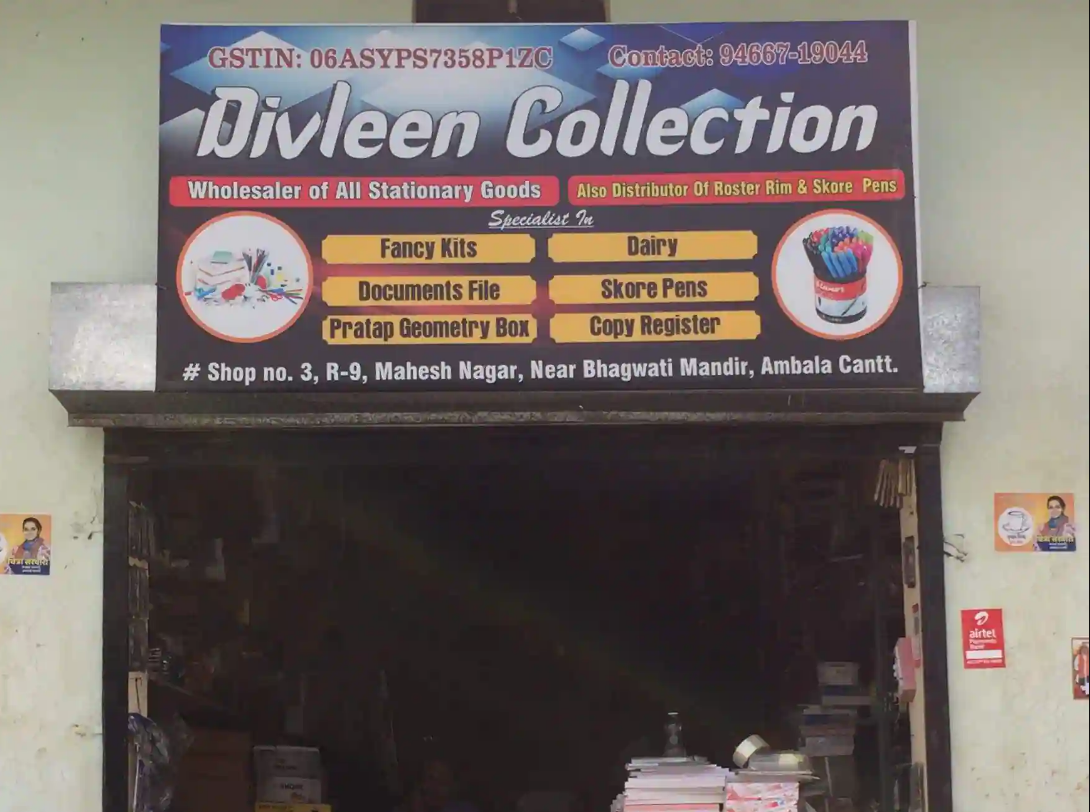 GSTIN: 06ASYPS7358P1ZC Contact: 94667-19044
Divleen Collection
Wholesaler of All Stationary Goods
Also Distributor Of Roster Rim & Skore Pens
Specialist In
Fancy Kits
Dairy
Documents File
Skore Pens
Pratap Geometry Box
Copy Register
# Shop no. 3, R-9, Mahesh Nagar, Near Bhagwati Mandir, Ambala Cantt.
airtel
Payments
Bank